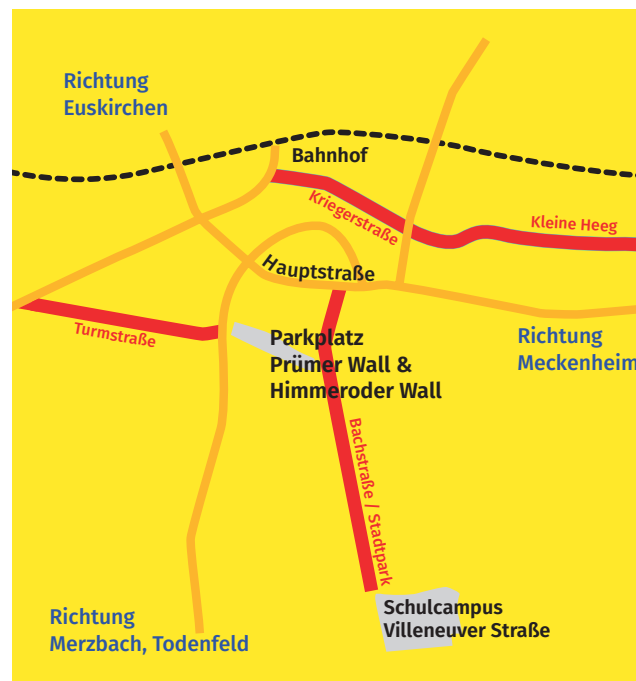 Richtung
Euskirchen
Bahnhof
Kriegerstraße
Kleine Heeg
Hauptstraße
Turmstraße
Parkplatz
Prümer Wall &
Himmeroder Wall
Richtung
Meckenheim
Bachstraße / Stadtpark
Schulcampus
Villeneuver Straße
Richtung
Merzbach, Todenfeld